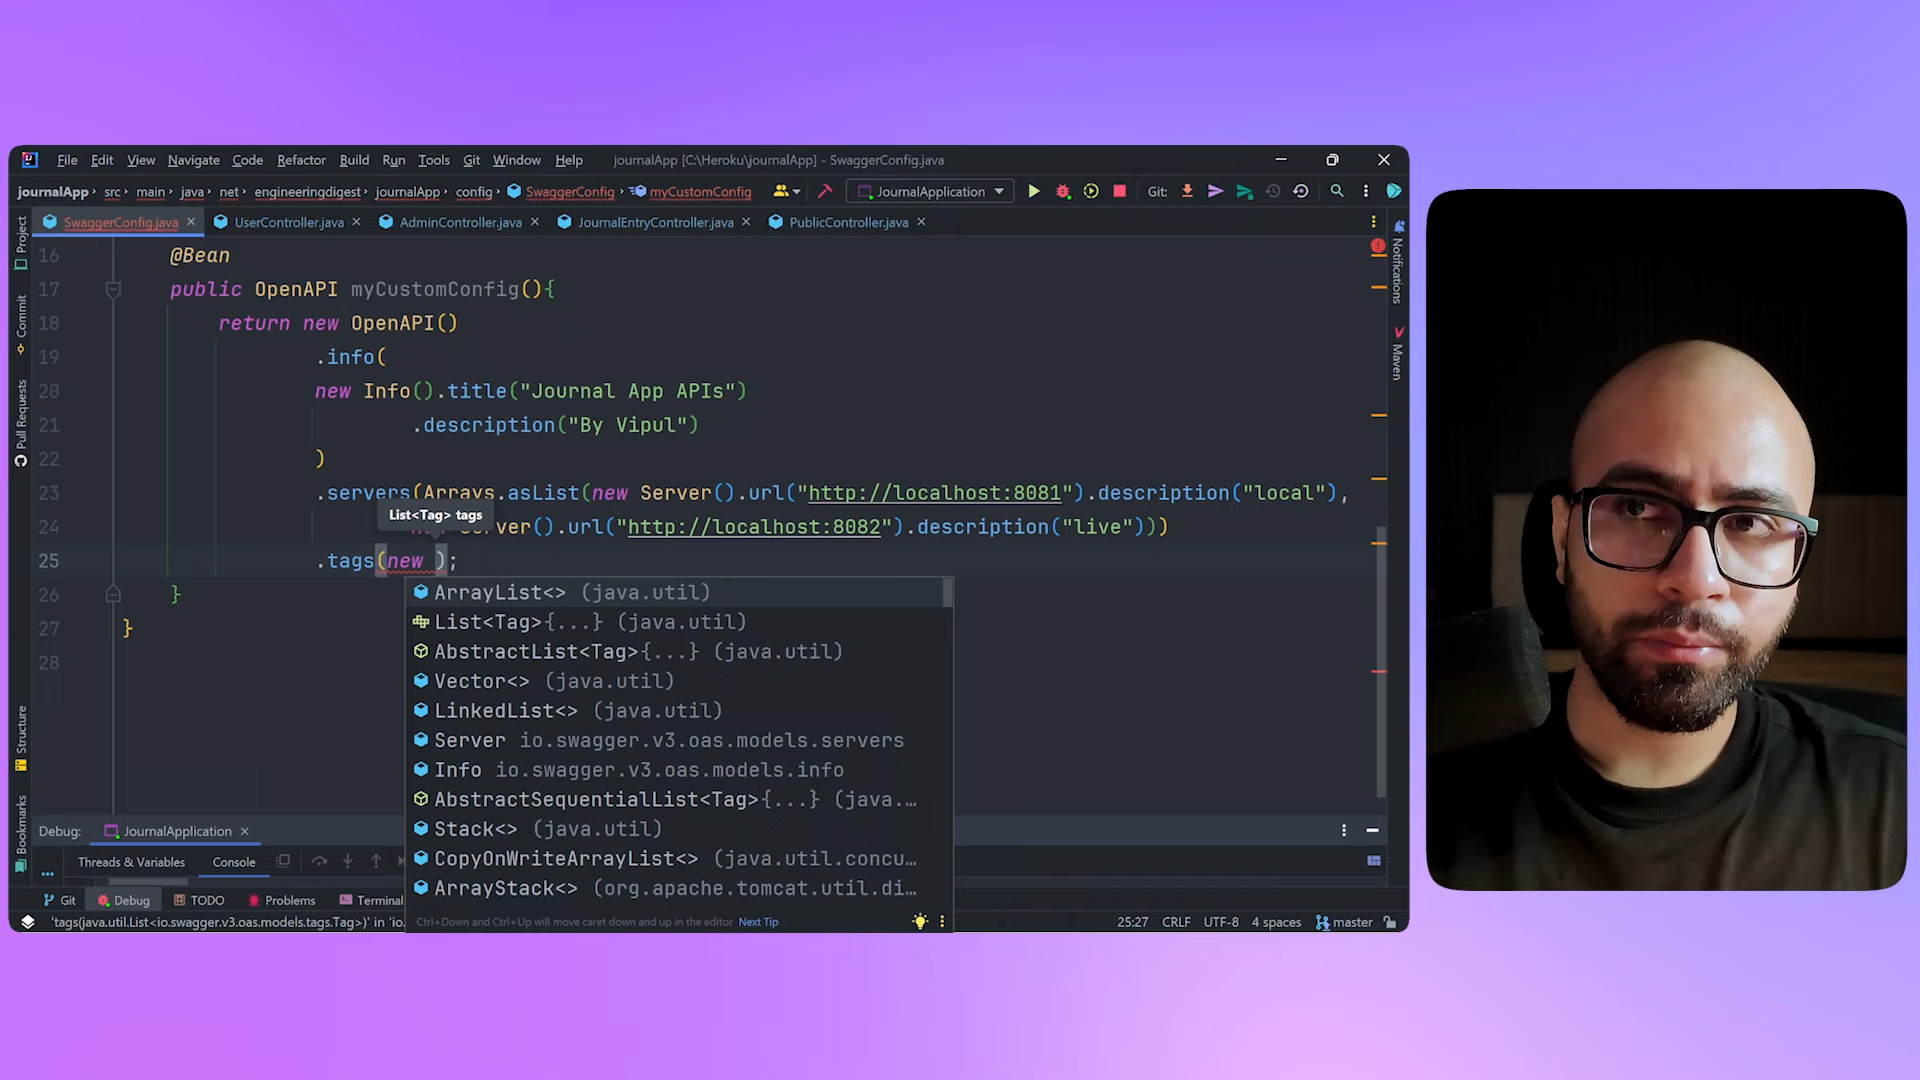 File Edit View Navigate Code Refactor Build Run Tools Git Window Help journalApp [C:\Heroku\journalApp] - SwaggerConfig.java
journalApp › src › main › java › net › engineeringdigest › journalApp › config › SwaggerConfig › myCustomConfig JournalApplication Git:
SwaggerConfig.java UserController.java AdminController.java JournalEntryController.java PublicController.java
Project
Commit
Pull Requests
Structure
Bookmarks
Notifications
Maven
16 @Bean
17 public OpenAPI myCustomConfig(){
18 return new OpenAPI()
19 .info(
20 new Info().title("Journal App APIs")
21 .description("By Vipul")
22 )
23 .servers(Arrays.asList(new Server().url("http://localhost:8081").description("local"),
List<Tag> tags
24 Server().url("http://localhost:8082").description("live")))
25 .tags(new );
26 }
27 }
28
ArrayList<> (java.util)
List<Tag>{...} (java.util)
AbstractList<Tag>{...} (java.util)
Vector<> (java.util)
LinkedList<> (java.util)
Server io.swagger.v3.oas.models.servers
Info io.swagger.v3.oas.models.info
AbstractSequentialList<Tag>{...} (java.…
Stack<> (java.util)
CopyOnWriteArrayList<> (java.util.concu…
ArrayStack<> (org.apache.tomcat.util.di…
Ctrl+Down and Ctrl+Up will move caret down and up in the editor Next Tip
Debug: JournalApplication
Threads & Variables Console
Git Debug TODO Problems Terminal
'tags(java.util.List<io.swagger.v3.oas.models.tags.Tag>)' in 'io. 25:27 CRLF UTF-8 4 spaces master